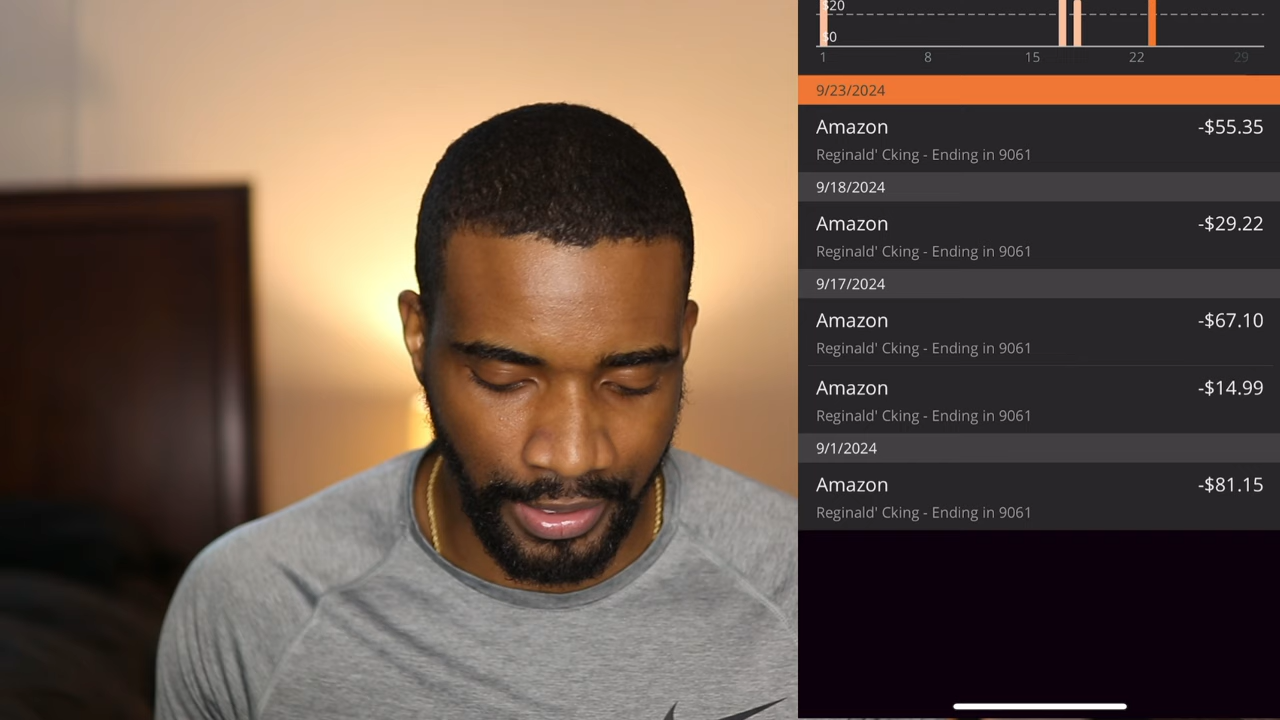 $20
$0
1 8 15 22 29
9/23/2024
Amazon -$55.35
Reginald' Cking - Ending in 9061
9/18/2024
Amazon -$29.22
Reginald' Cking - Ending in 9061
9/17/2024
Amazon -$67.10
Reginald' Cking - Ending in 9061
Amazon -$14.99
Reginald' Cking - Ending in 9061
9/1/2024
Amazon -$81.15
Reginald' Cking - Ending in 9061